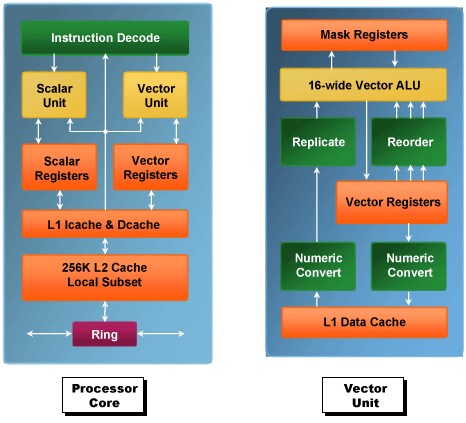 Instruction Decode
Scalar
Unit
Vector
Unit
Scalar
Registers
Vector
Registers
L1 Icache & Dcache
256K L2 Cache
Local Subset
Ring
Processor
Core
Mask Registers
16-wide Vector ALU
Replicate
Reorder
Vector Registers
Numeric
Convert
Numeric
Convert
L1 Data Cache
Vector
Unit